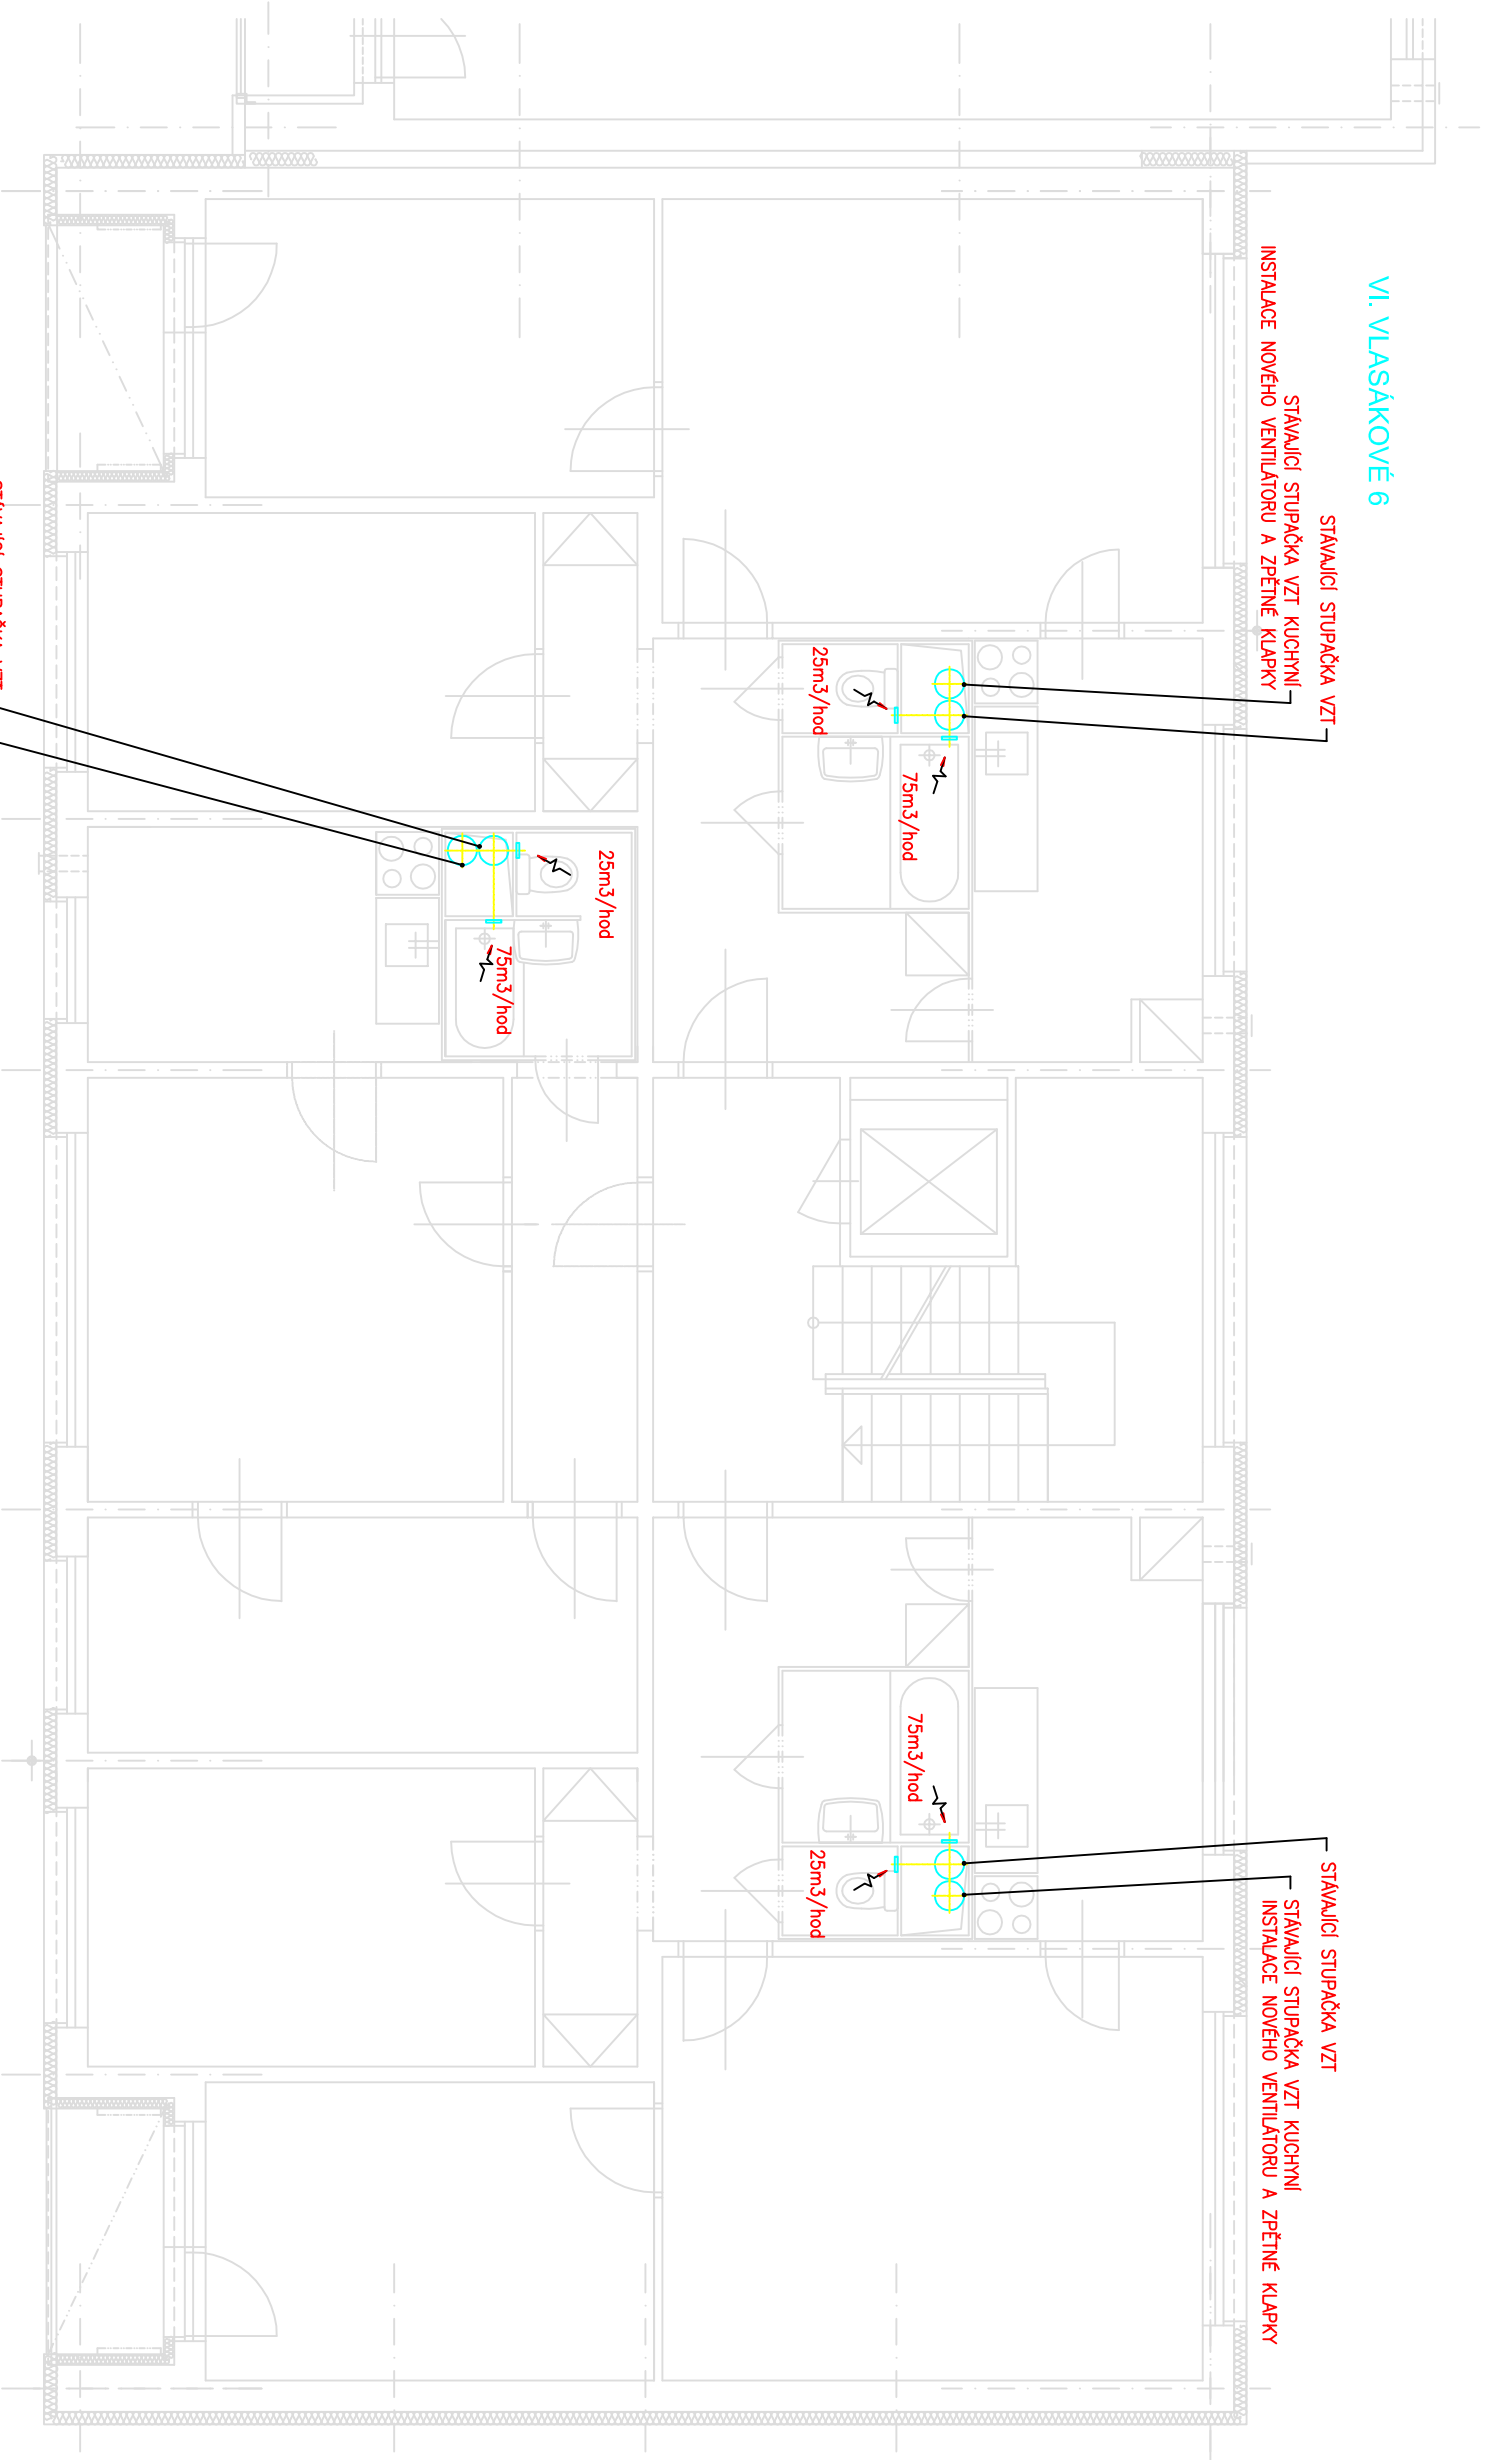 VI. VLASÁKOVÉ 6
STÁVAJÍCÍ STUPAČKA VZT
STÁVAJÍCÍ STUPAČKA VZT KUCHYNÍ
INSTALACE NOVÉHO VENTILÁTORU A ZPĚTNÉ KLAPKY
25m3/hod
75m3/hod
25m3/hod
75m3/hod
75m3/hod
25m3/hod
STÁVAJÍCÍ STUPAČKA VZT
STÁVAJÍCÍ STUPAČKA VZT KUCHYNÍ
INSTALACE NOVÉHO VENTILÁTORU A ZPĚTNÉ KLAPKY